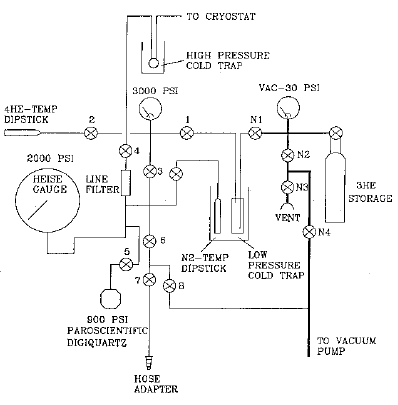 TO CRYOSTAT
HIGH PRESSURE
COLD TRAP
3000 PSI
VAC-30 PSI
4HE-TEMP
DIPSTICK
2
1
N1
2000 PSI
4
N2
HEISE
GAUGE
LINE
FILTER
3
N3
3HE
STORAGE
VENT
N4
6
5
N2-TEMP
DIPSTICK
LOW
PRESSURE
COLD TRAP
7
8
900 PSI
PAROSCIENTIFIC
DIGIQUARTZ
TO VACUUM
PUMP
HOSE
ADAPTER